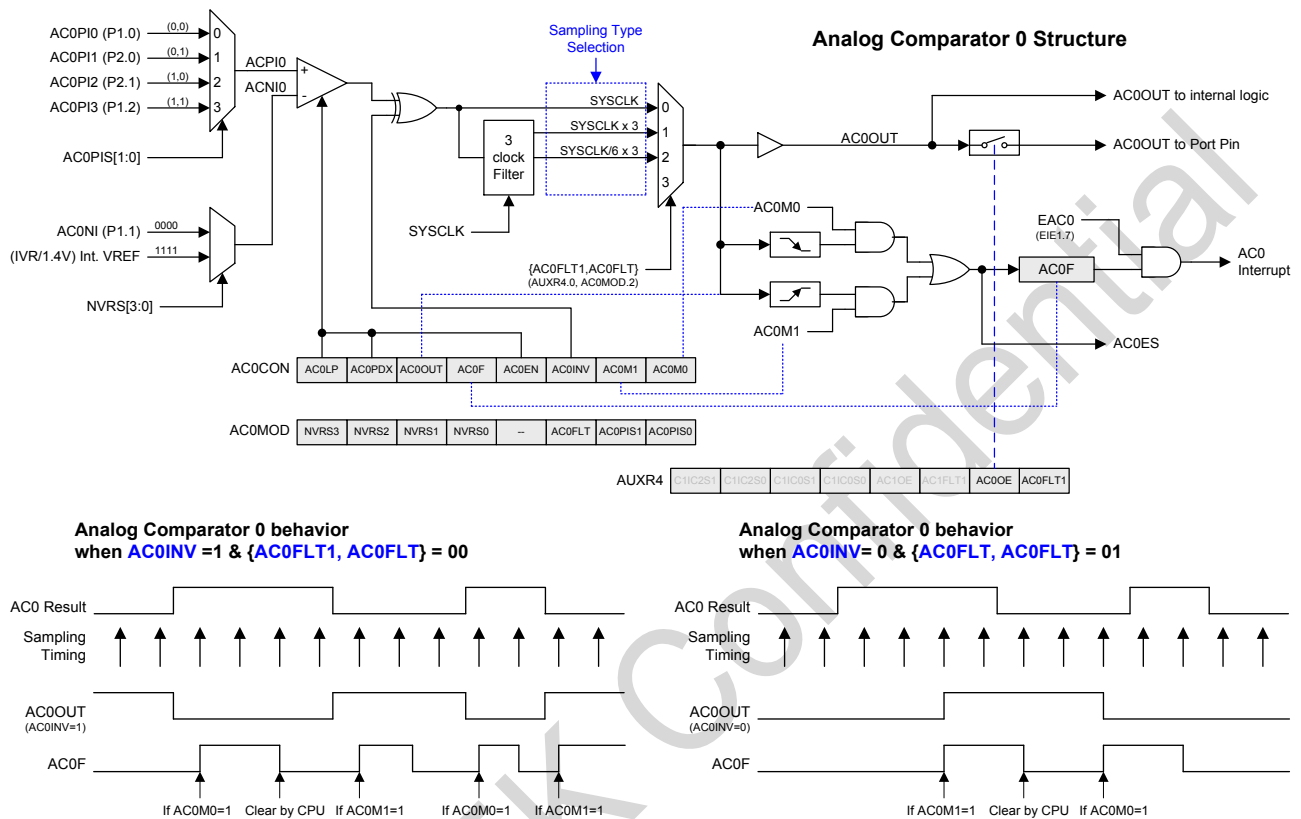 Analog Comparator 0 Structure
Sampling Type
Selection
AC0PI0 (P1.0)
(0,0)
0
AC0PI1 (P2.0)
(0,1)
1
AC0PI2 (P2.1)
(1,0)
2
AC0PI3 (P1.2)
(1,1)
3
ACPI0
+
ACNI0
-
AC0PIS[1:0]
SYSCLK
0
SYSCLK x 3
1
SYSCLK/6 x 3
2
3
3
clock
Filter
SYSCLK
AC0OUT
AC0OUT to internal logic
AC0OUT to Port Pin
AC0NI (P1.1)
0000
(IVR/1.4V) Int. VREF
1111
NVRS[3:0]
{AC0FLT1,AC0FLT}
(AUXR4.0, AC0MOD.2)
AC0M0
AC0M1
EAC0
(EIE1.7)
AC0F
AC0
Interrupt
AC0ES
AC0CON AC0LP AC0PDX AC0OUT AC0F AC0EN AC0INV AC0M1 AC0M0
AC0MOD NVRS3 NVRS2 NVRS1 NVRS0 -- AC0FLT AC0PIS1 AC0PIS0
AUXR4 C1IC2S1 C1IC2S0 C1IC0S1 C1IC0S0 AC1OE AC1FLT1 AC0OE AC0FLT1
Analog Comparator 0 behavior
when AC0INV =1 & {AC0FLT1, AC0FLT} = 00
AC0 Result
Sampling
Timing
AC0OUT
(AC0INV=1)
AC0F
If AC0M0=1 Clear by CPU If AC0M1=1 If AC0M0=1 If AC0M1=1
Analog Comparator 0 behavior
when AC0INV= 0 & {AC0FLT, AC0FLT} = 01
AC0 Result
Sampling
Timing
AC0OUT
(AC0INV=0)
AC0F
If AC0M1=1 Clear by CPU If AC0M0=1
K Confidential